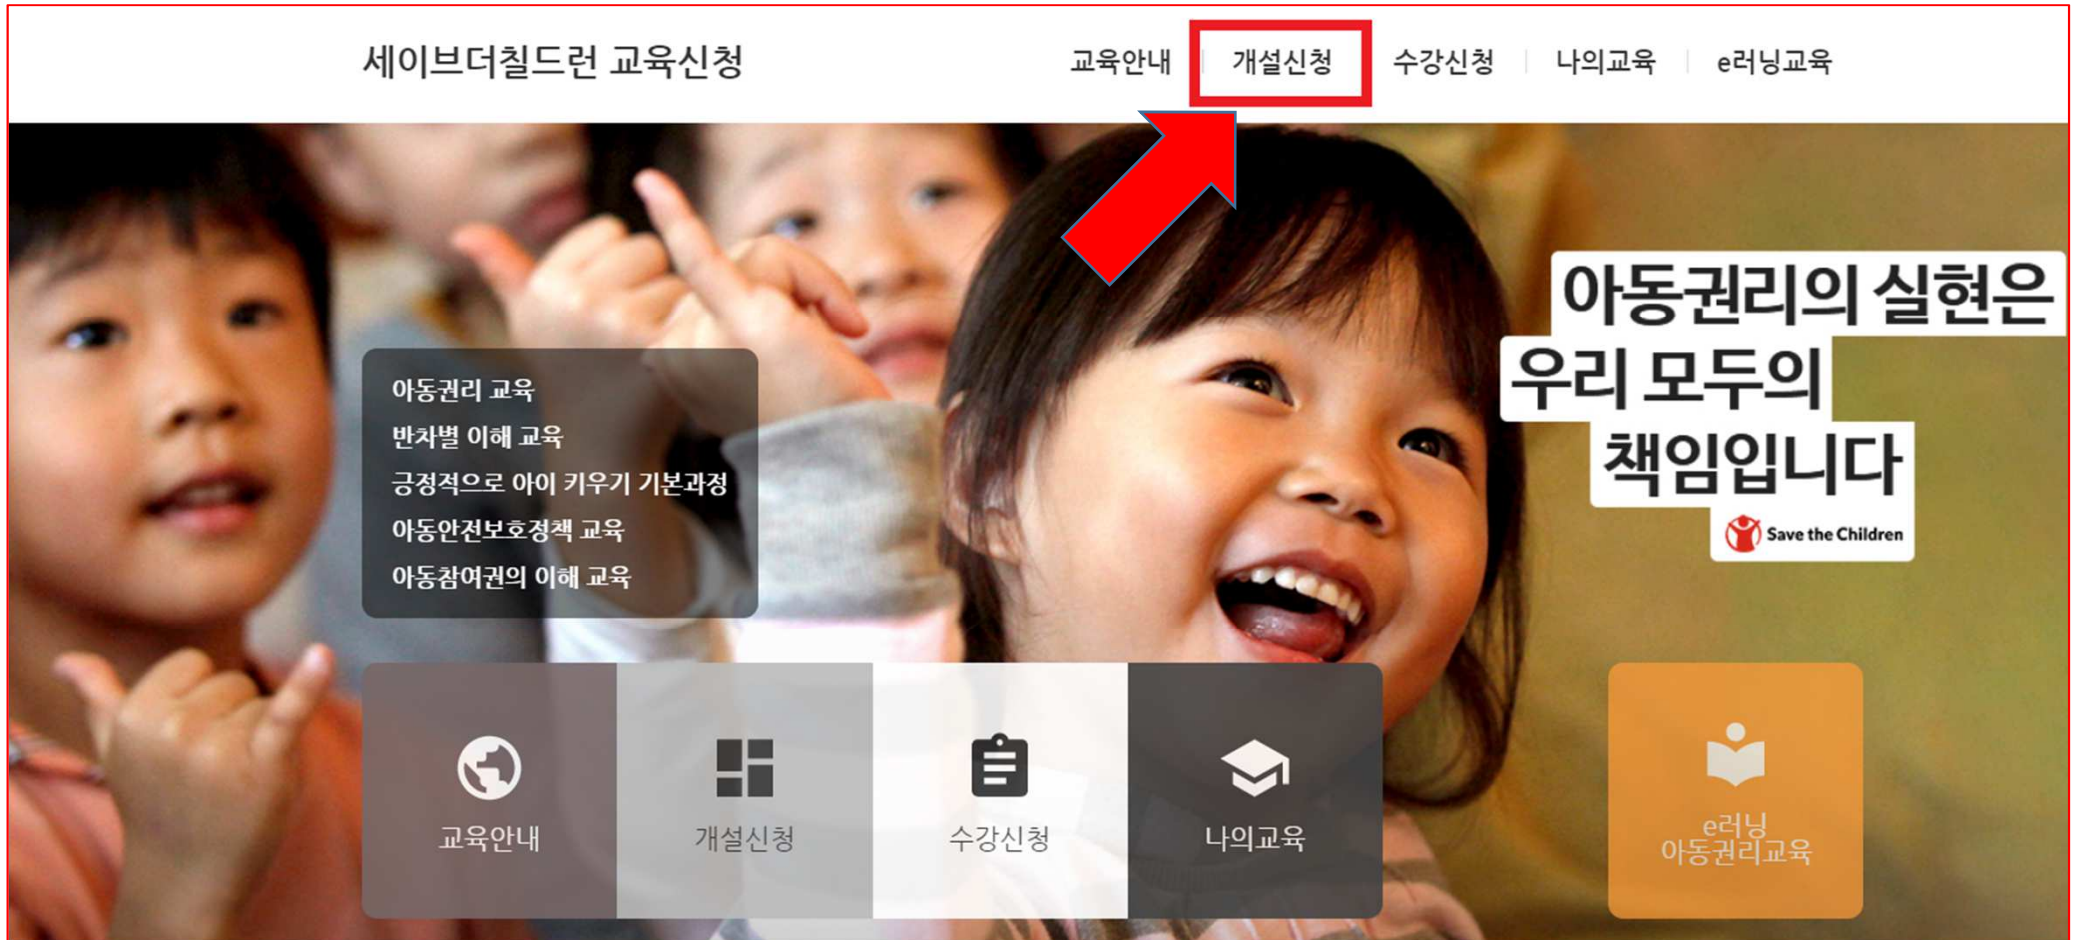 세이브더칠드런 교육신청
교육안내
개설신청
수강신청
나의교육
e러닝교육
아동권리의 실현은
우리 모두의
책임입니다
Save the Children
아동권리 교육
반차별 이해 교육
긍정적으로 아이 키우기 기본과정
아동안전보호정책 교육
아동참여권의 이해 교육
교육안내
개설신청
수강신청
나의교육
e러닝
아동권리교육